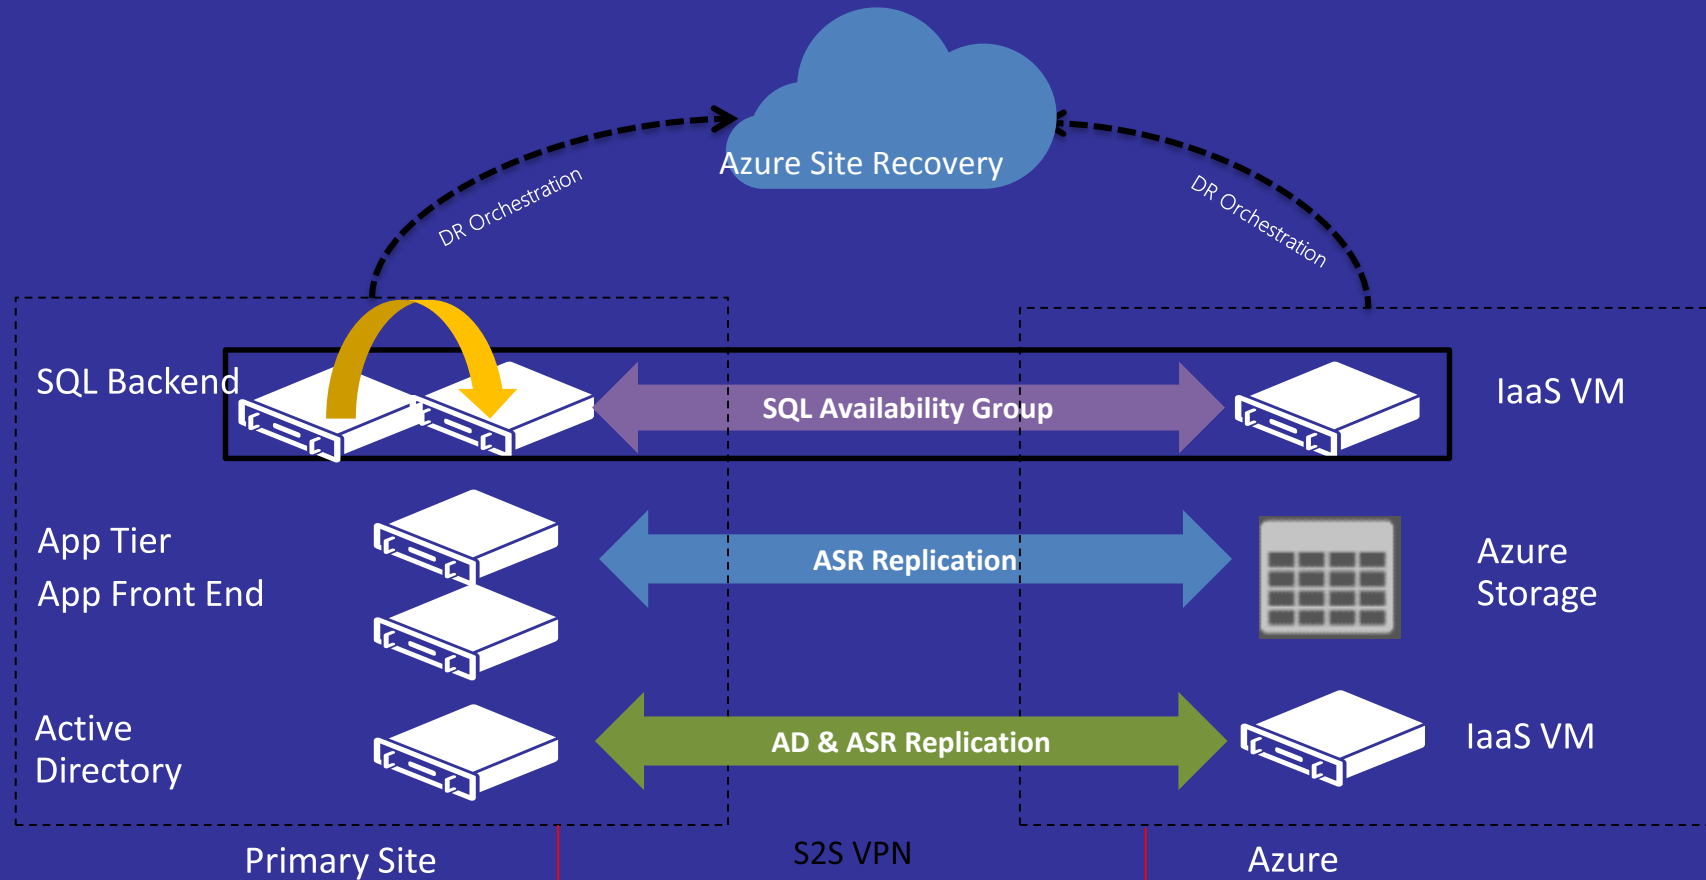 Azure Site Recovery
DR Orchestration
DR Orchestration
SQL Backend
SQL Availability Group
IaaS VM
App Tier
App Front End
ASR Replication
Azure
Storage
Active
Directory
AD & ASR Replication
IaaS VM
Primary Site
S2S VPN
Azure